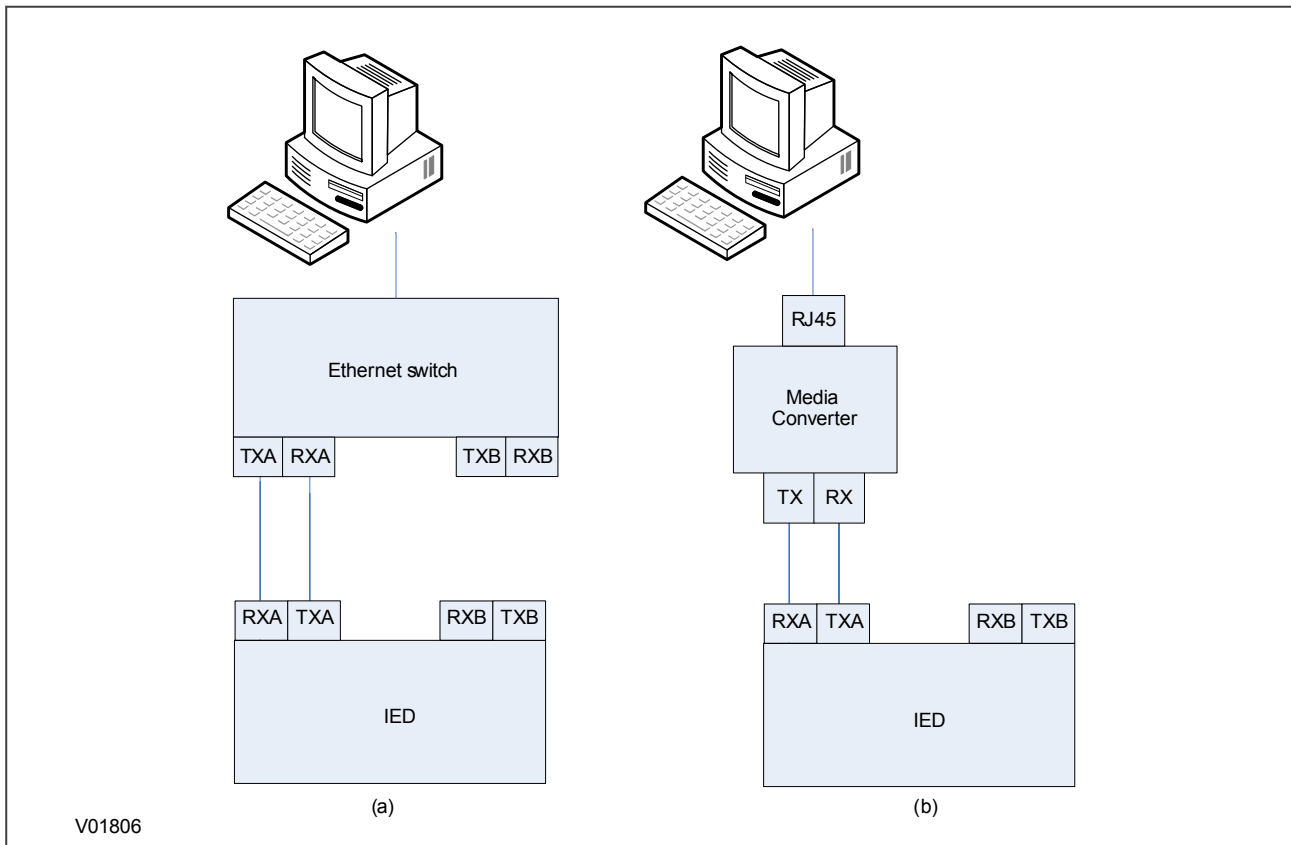 RJ45
Ethernet switch
Media
Converter
TXA RXA TXB RXB
TX RX
RXA TXA RXB TXB
RXA TXA RXB TXB
IED
IED
(a)
(b)
V01806